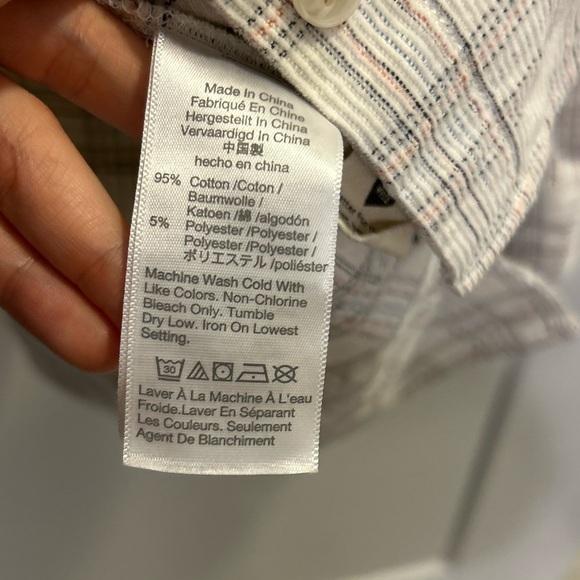 Made In China
Fabriqué En Chine
Hergestellt In China
Vervaardigd In China
中国製
hecho en china
95% Cotton /Coton /
Baumwolle /
Katoen /綿 /algodón
5% Polyester /Polyester /
Polyester /Polyester /
ポリエステル /poliéster
Machine Wash Cold With
Like Colors. Non-Chlorine
Bleach Only. Tumble
Dry Low. Iron On Lowest
Setting.
30
Laver À La Machine À L'eau
Froide.Laver En Séparant
Les Couleurs. Seulement
Agent De Blanchiment